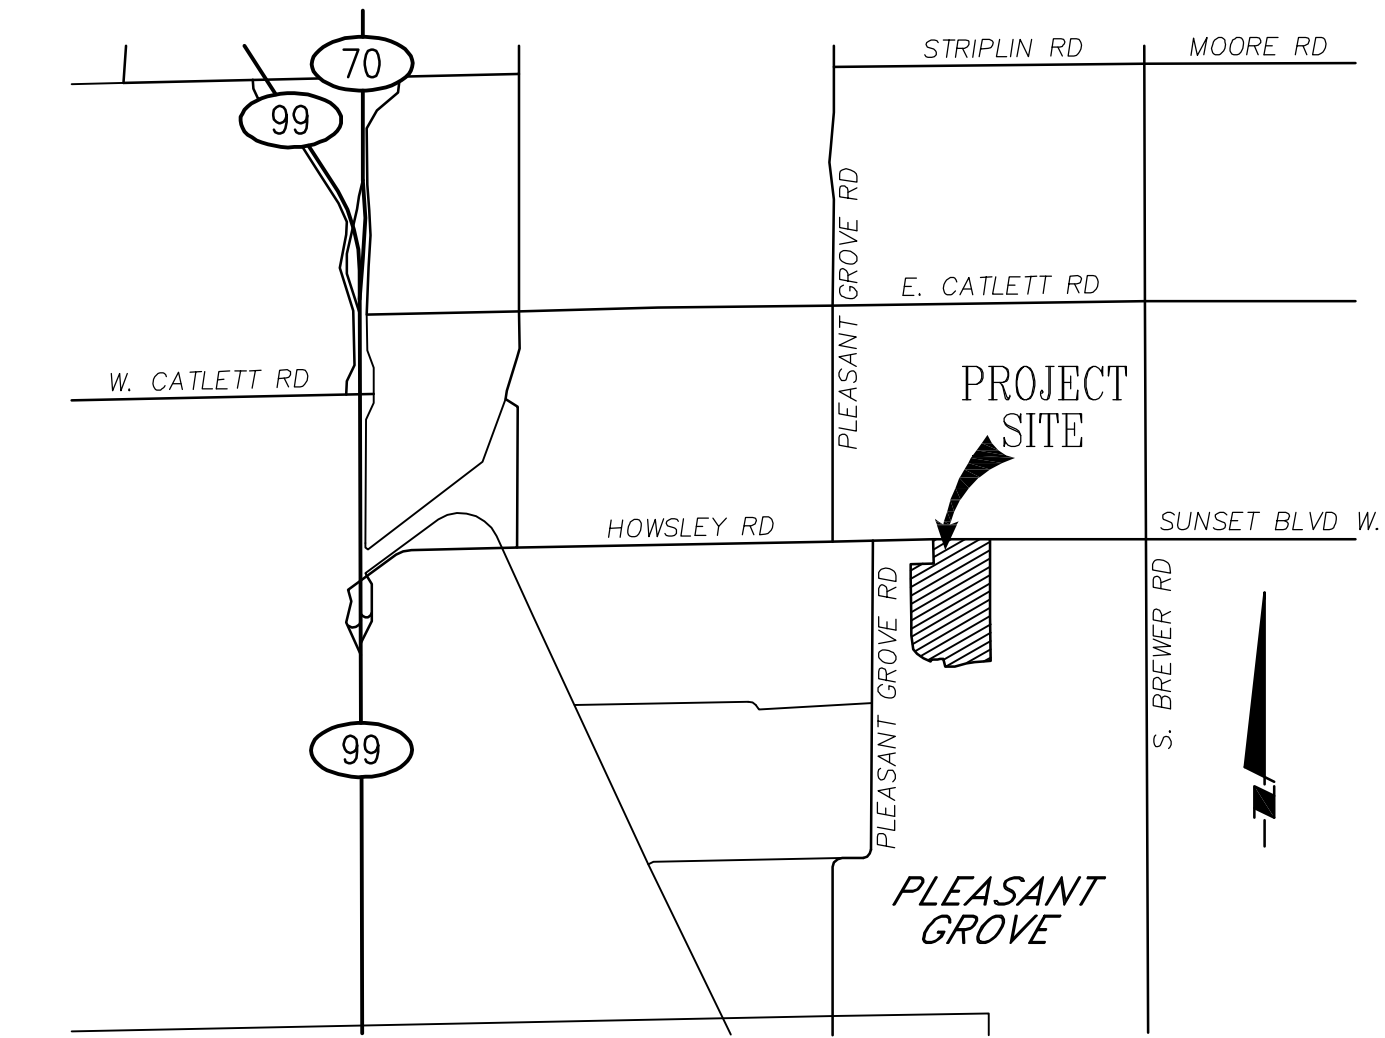 STRIPLIN RD
MOORE RD
70
99
PLEASANT GROVE RD
E. CATLETT RD
W. CATLETT RD
PROJECT
SITE
HOWSLEY RD
SUNSET BLVD W.
PLEASANT GROVE RD
S. BREWER RD
99
N
PLEASANT
GROVE